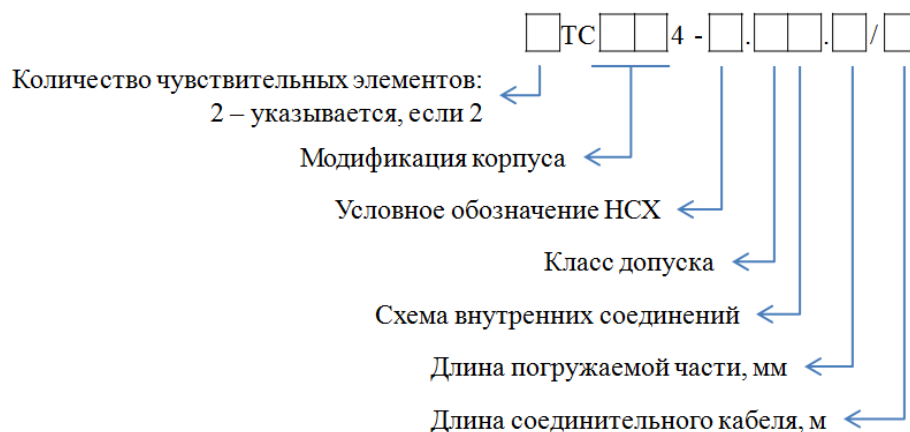 □ТС□□4 - □.□□.□/□
Количество чувствительных элементов:
2 – указывается, если 2
Модификация корпуса
Условное обозначение НСХ
Класс допуска
Схема внутренних соединений
Длина погружаемой части, мм
Длина соединительного кабеля, м